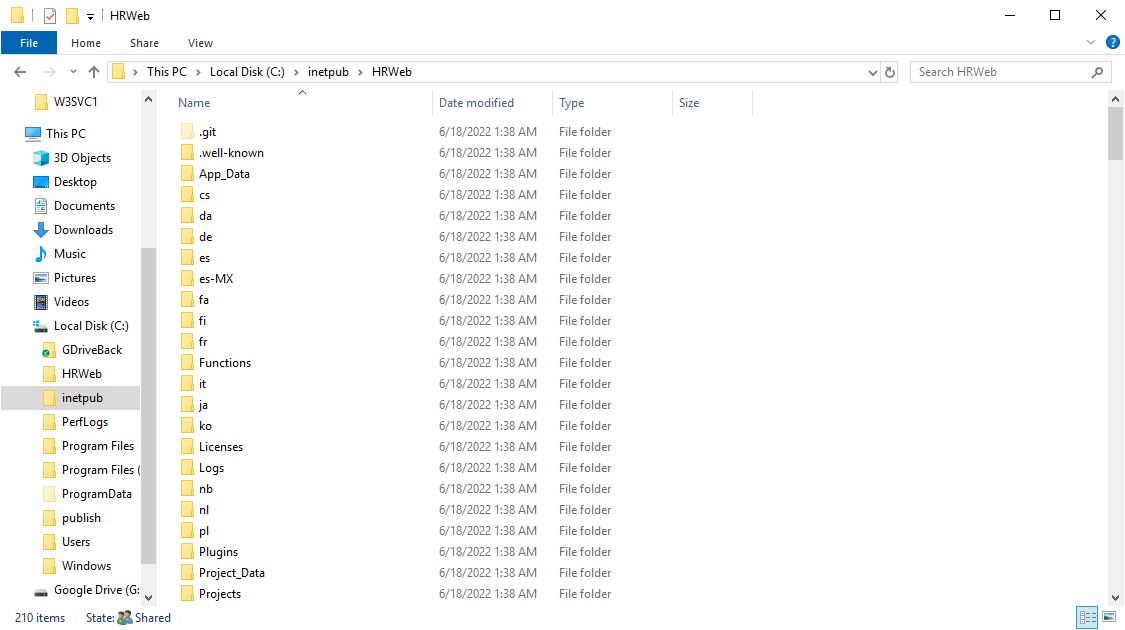 HRWeb
File Home Share View
This PC Local Disk (C:) inetpub HRWeb Search HRWeb
W3SVC1
This PC
3D Objects
Desktop
Documents
Downloads
Music
Pictures
Videos
Local Disk (C:)
GDriveBack
HRWeb
inetpub
PerfLogs
Program Files
Program Files (
ProgramData
publish
Users
Windows
Google Drive (G:
Name Date modified Type Size
.git 6/18/2022 1:38 AM File folder
.well-known 6/18/2022 1:38 AM File folder
App_Data 6/18/2022 1:38 AM File folder
cs 6/18/2022 1:38 AM File folder
da 6/18/2022 1:38 AM File folder
de 6/18/2022 1:38 AM File folder
es 6/18/2022 1:38 AM File folder
es-MX 6/18/2022 1:38 AM File folder
fa 6/18/2022 1:38 AM File folder
fi 6/18/2022 1:38 AM File folder
fr 6/18/2022 1:38 AM File folder
Functions 6/18/2022 1:38 AM File folder
it 6/18/2022 1:38 AM File folder
ja 6/18/2022 1:38 AM File folder
ko 6/18/2022 1:38 AM File folder
Licenses 6/18/2022 1:38 AM File folder
Logs 6/18/2022 1:38 AM File folder
nb 6/18/2022 1:38 AM File folder
nl 6/18/2022 1:38 AM File folder
pl 6/18/2022 1:38 AM File folder
Plugins 6/18/2022 1:38 AM File folder
Project_Data 6/18/2022 1:38 AM File folder
Projects 6/18/2022 1:38 AM File folder
210 items State: Shared